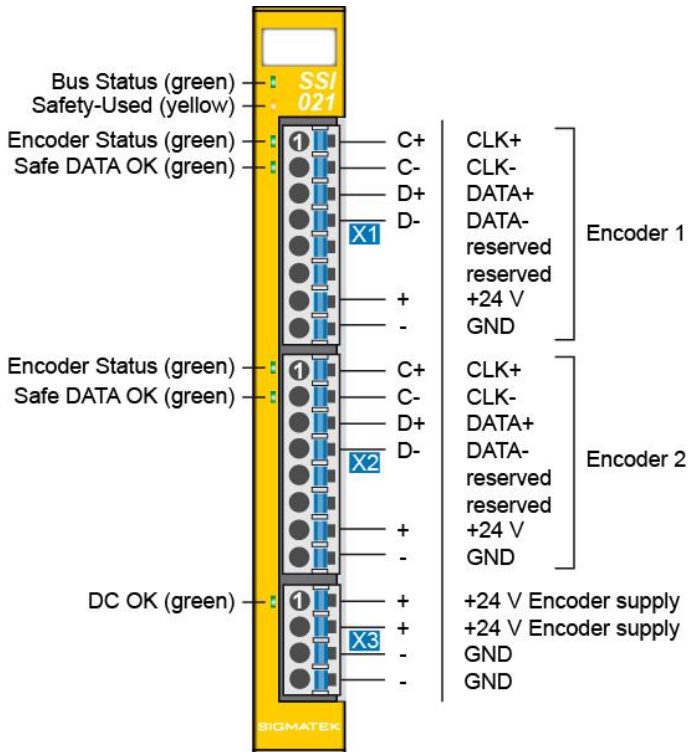 SSI
021
Bus Status (green)
Safety-Used (yellow)
Encoder Status (green)
Safe DATA OK (green)
1
C+ CLK+
C- CLK-
D+ DATA+
D- DATA-
X1
reserved
reserved
+ +24 V
- GND
Encoder 1
Encoder Status (green)
Safe DATA OK (green)
1
C+ CLK+
C- CLK-
D+ DATA+
D- DATA-
X2
reserved
reserved
+ +24 V
- GND
Encoder 2
DC OK (green)
1
+ +24 V Encoder supply
+ +24 V Encoder supply
X3
- GND
- GND
SIGMATEK